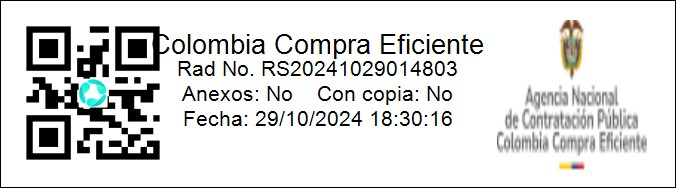 Colombia Compra Eficiente
Rad No. RS20241029014803
Anexos: No Con copia: No
Fecha: 29/10/2024 18:30:16
Agencia Nacional
de Contratación Pública
Colombia Compra Eficiente